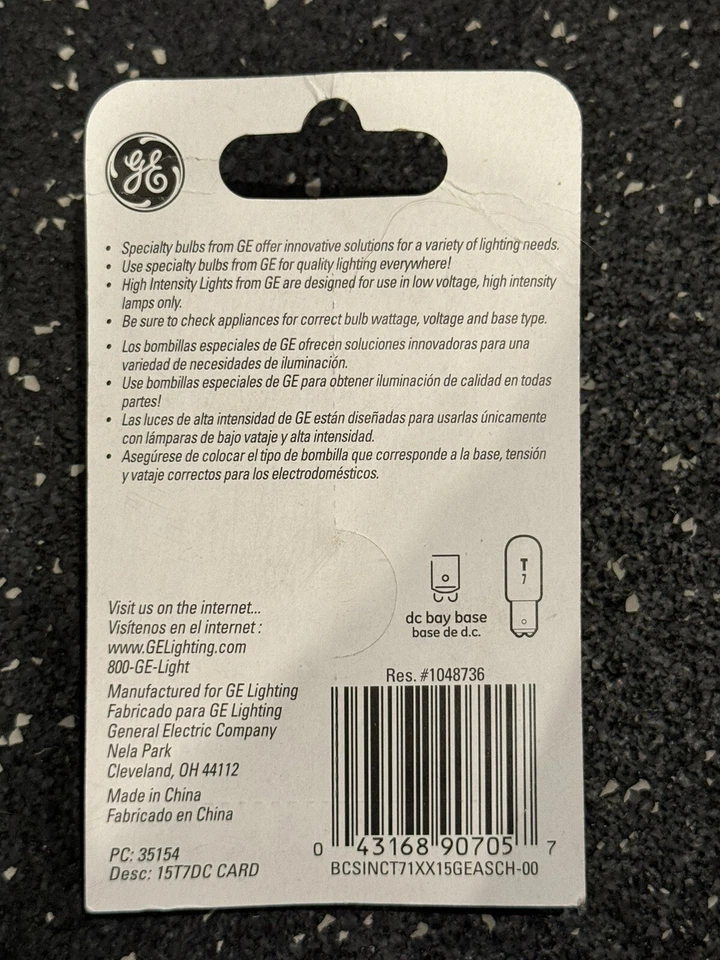 GE
• Specialty bulbs from GE offer innovative solutions for a variety of lighting needs.
• Use specialty bulbs from GE for quality lighting everywhere!
• High Intensity Lights from GE are designed for use in low voltage, high intensity
lamps only.
• Be sure to check appliances for correct bulb wattage, voltage and base type.
• Los bombillas especiales de GE ofrecen soluciones innovadoras para una
variedad de necesidades de iluminación.
• Use bombillas especiales de GE para obtener iluminación de calidad en todas
partes!
• Las luces de alta intensidad de GE están diseñadas para usarlas únicamente
con lámparas de bajo vataje y alta intensidad.
• Asegúrese de colocar el tipo de bombilla que corresponde a la base, tensión
y vataje correctos para los electrodomésticos.
T
7
dc bay base
base de d.c.
Visit us on the internet...
Visítenos en el internet :
www.GELighting.com
800-GE-Light
Manufactured for GE Lighting
Fabricado para GE Lighting
General Electric Company
Nela Park
Cleveland, OH 44112
Made in China
Fabricado en China
PC: 35154
Desc: 15T7DC CARD
Res. #1048736
0 43168 90705 7
BCSINCT71XX15GEASCH-00